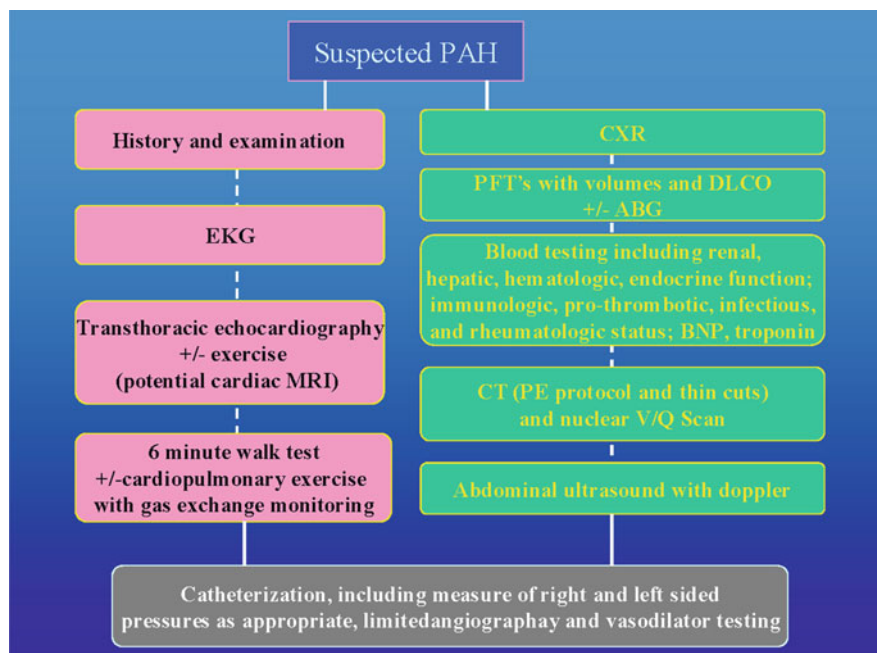 Suspected PAH
History and examination
EKG
Transthoracic echocardiography
+/- exercise
(potential cardiac MRI)
6 minute walk test
+/-cardiopulmonary exercise
with gas exchange monitoring
CXR
PFT's with volumes and DLCO
+/- ABG
Blood testing including renal,
hepatic, hematologic, endocrine function;
immunologic, pro-thrombotic, infectious,
and rheumatologic status; BNP, troponin
CT (PE protocol and thin cuts)
and nuclear V/Q Scan
Abdominal ultrasound with doppler
Catheterization, including measure of right and left sided
pressures as appropriate, limitedangiographay and vasodilator testing